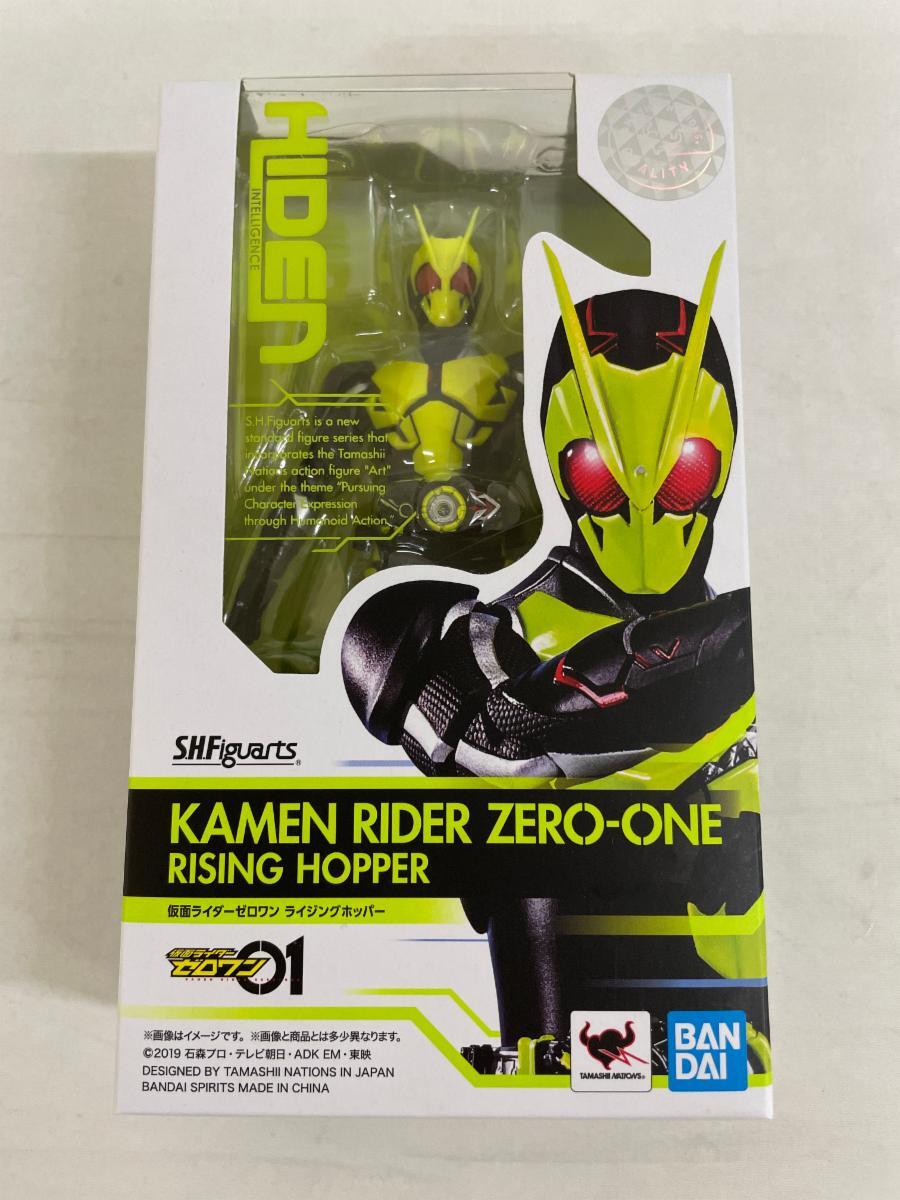 HIDEN
INTELLIGENCE
S.H.Figuarts is a new
standard figure series that
incorporates the Tamashii
Nations action figure "Art"
under the theme "Pursuing
Character Expression
through Humanoid Action."
ALITY
S.H.Figuarts®
KAMEN RIDER ZERO-ONE
RISING HOPPER
仮面ライダーゼロワン ライジングホッパー
仮面ライダー
ゼロワン 01
※画像はイメージです。 ※画像と商品とは多少異なります。
©2019 石森プロ・テレビ朝日・ADK EM・東映
DESIGNED BY TAMASHII NATIONS IN JAPAN
BANDAI SPIRITS MADE IN CHINA
TAMASHII NATIONS®
BAN
DAI